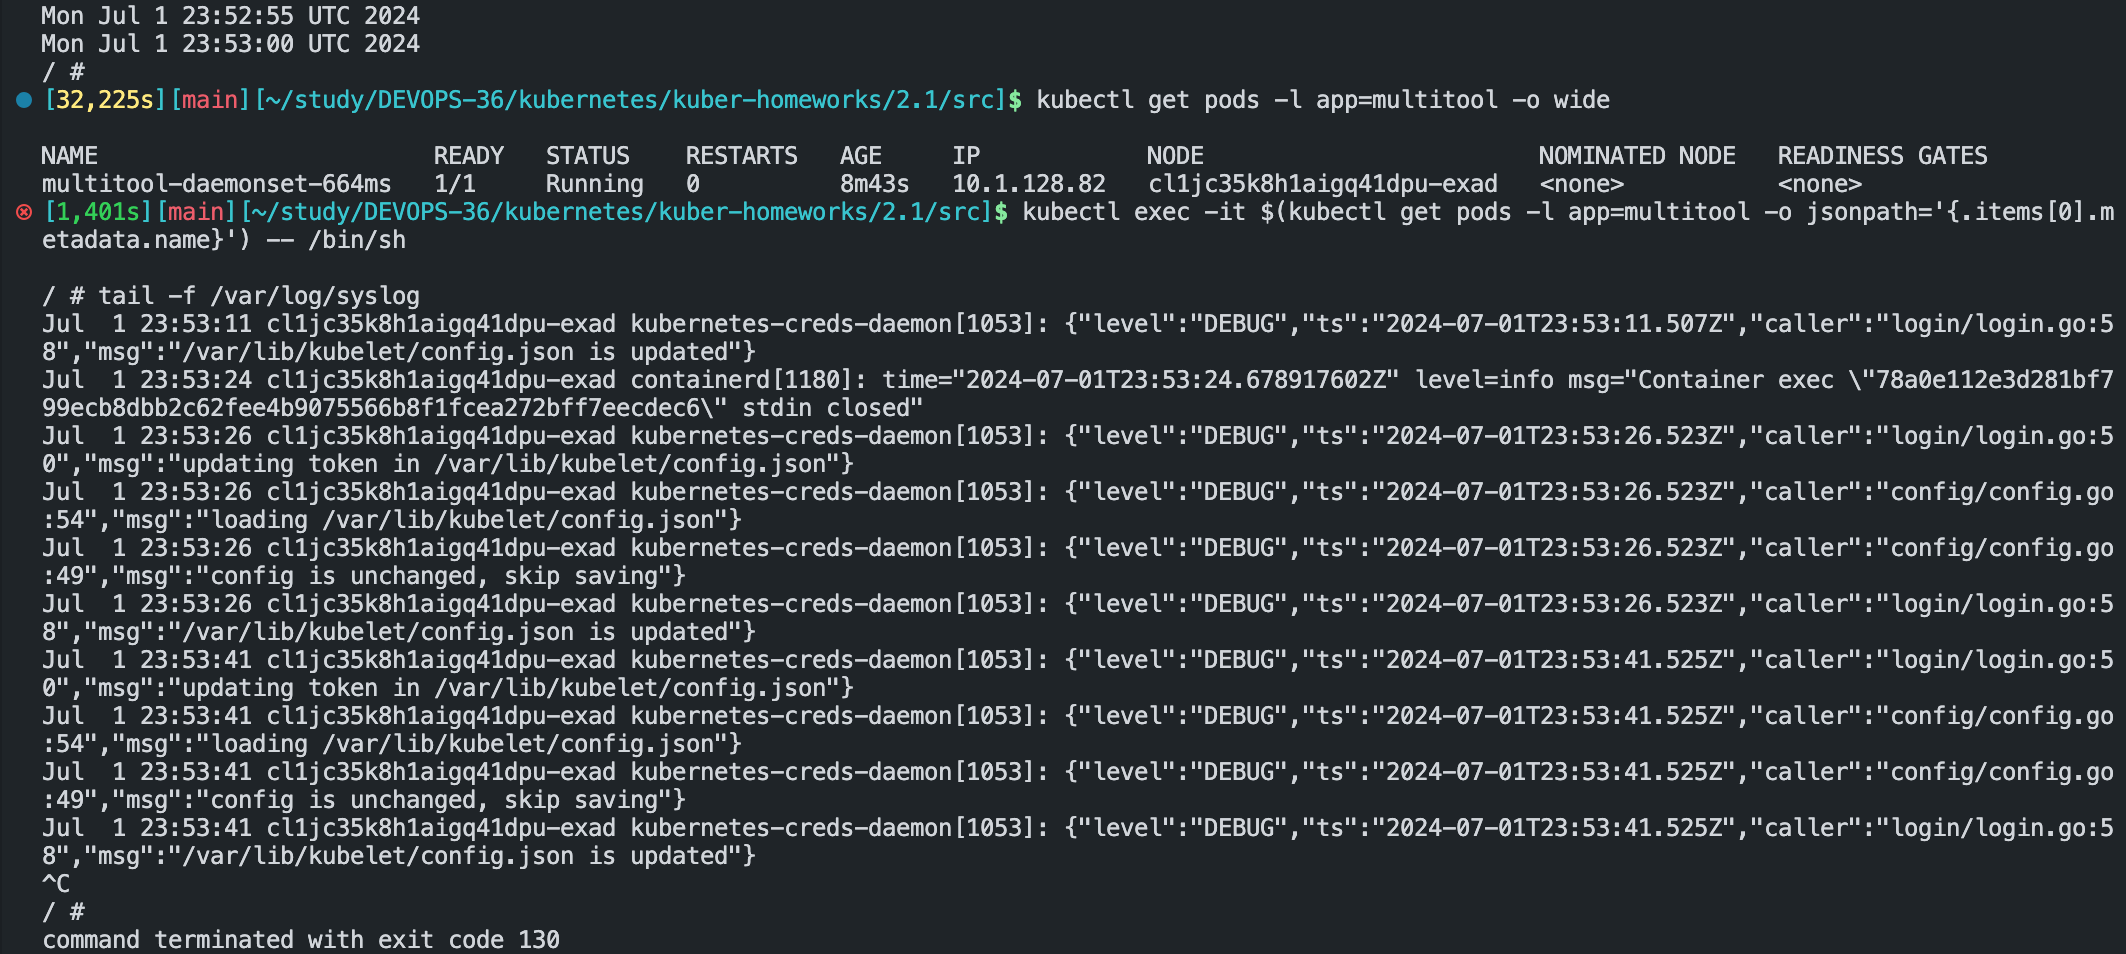 Mon Jul 1 23:52:55 UTC 2024
Mon Jul 1 23:53:00 UTC 2024
/ #
[32,225s][main][~/study/DEVOPS-36/kubernetes/kuber-homeworks/2.1/src]$ kubectl get pods -l app=multitool -o wide
NAME READY STATUS RESTARTS AGE IP NODE NOMINATED NODE READINESS GATES
multitool-daemonset-664ms 1/1 Running 0 8m43s 10.1.128.82 cl1jc35k8h1aigq41dpu-exad <none> <none>
[1,401s][main][~/study/DEVOPS-36/kubernetes/kuber-homeworks/2.1/src]$ kubectl exec -it $(kubectl get pods -l app=multitool -o jsonpath='{.items[0].m
etadata.name}') -- /bin/sh
/ # tail -f /var/log/syslog
Jul  1 23:53:11 cl1jc35k8h1aigq41dpu-exad kubernetes-creds-daemon[1053]: {"level":"DEBUG","ts":"2024-07-01T23:53:11.507Z","caller":"login/login.go:5
8","msg":"/var/lib/kubelet/config.json is updated"}
Jul  1 23:53:24 cl1jc35k8h1aigq41dpu-exad containerd[1180]: time="2024-07-01T23:53:24.678917602Z" level=info msg="Container exec \"78a0e112e3d281bf7
99ecb8dbb2c62fee4b9075566b8f1fcea272bff7eecdec6\" stdin closed"
Jul  1 23:53:26 cl1jc35k8h1aigq41dpu-exad kubernetes-creds-daemon[1053]: {"level":"DEBUG","ts":"2024-07-01T23:53:26.523Z","caller":"login/login.go:5
0","msg":"updating token in /var/lib/kubelet/config.json"}
Jul  1 23:53:26 cl1jc35k8h1aigq41dpu-exad kubernetes-creds-daemon[1053]: {"level":"DEBUG","ts":"2024-07-01T23:53:26.523Z","caller":"config/config.go
:54","msg":"loading /var/lib/kubelet/config.json"}
Jul  1 23:53:26 cl1jc35k8h1aigq41dpu-exad kubernetes-creds-daemon[1053]: {"level":"DEBUG","ts":"2024-07-01T23:53:26.523Z","caller":"config/config.go
:49","msg":"config is unchanged, skip saving"}
Jul  1 23:53:26 cl1jc35k8h1aigq41dpu-exad kubernetes-creds-daemon[1053]: {"level":"DEBUG","ts":"2024-07-01T23:53:26.523Z","caller":"login/login.go:5
8","msg":"/var/lib/kubelet/config.json is updated"}
Jul  1 23:53:41 cl1jc35k8h1aigq41dpu-exad kubernetes-creds-daemon[1053]: {"level":"DEBUG","ts":"2024-07-01T23:53:41.525Z","caller":"login/login.go:5
0","msg":"updating token in /var/lib/kubelet/config.json"}
Jul  1 23:53:41 cl1jc35k8h1aigq41dpu-exad kubernetes-creds-daemon[1053]: {"level":"DEBUG","ts":"2024-07-01T23:53:41.525Z","caller":"config/config.go
:54","msg":"loading /var/lib/kubelet/config.json"}
Jul  1 23:53:41 cl1jc35k8h1aigq41dpu-exad kubernetes-creds-daemon[1053]: {"level":"DEBUG","ts":"2024-07-01T23:53:41.525Z","caller":"config/config.go
:49","msg":"config is unchanged, skip saving"}
Jul  1 23:53:41 cl1jc35k8h1aigq41dpu-exad kubernetes-creds-daemon[1053]: {"level":"DEBUG","ts":"2024-07-01T23:53:41.525Z","caller":"login/login.go:5
8","msg":"/var/lib/kubelet/config.json is updated"}
^C
/ #
command terminated with exit code 130